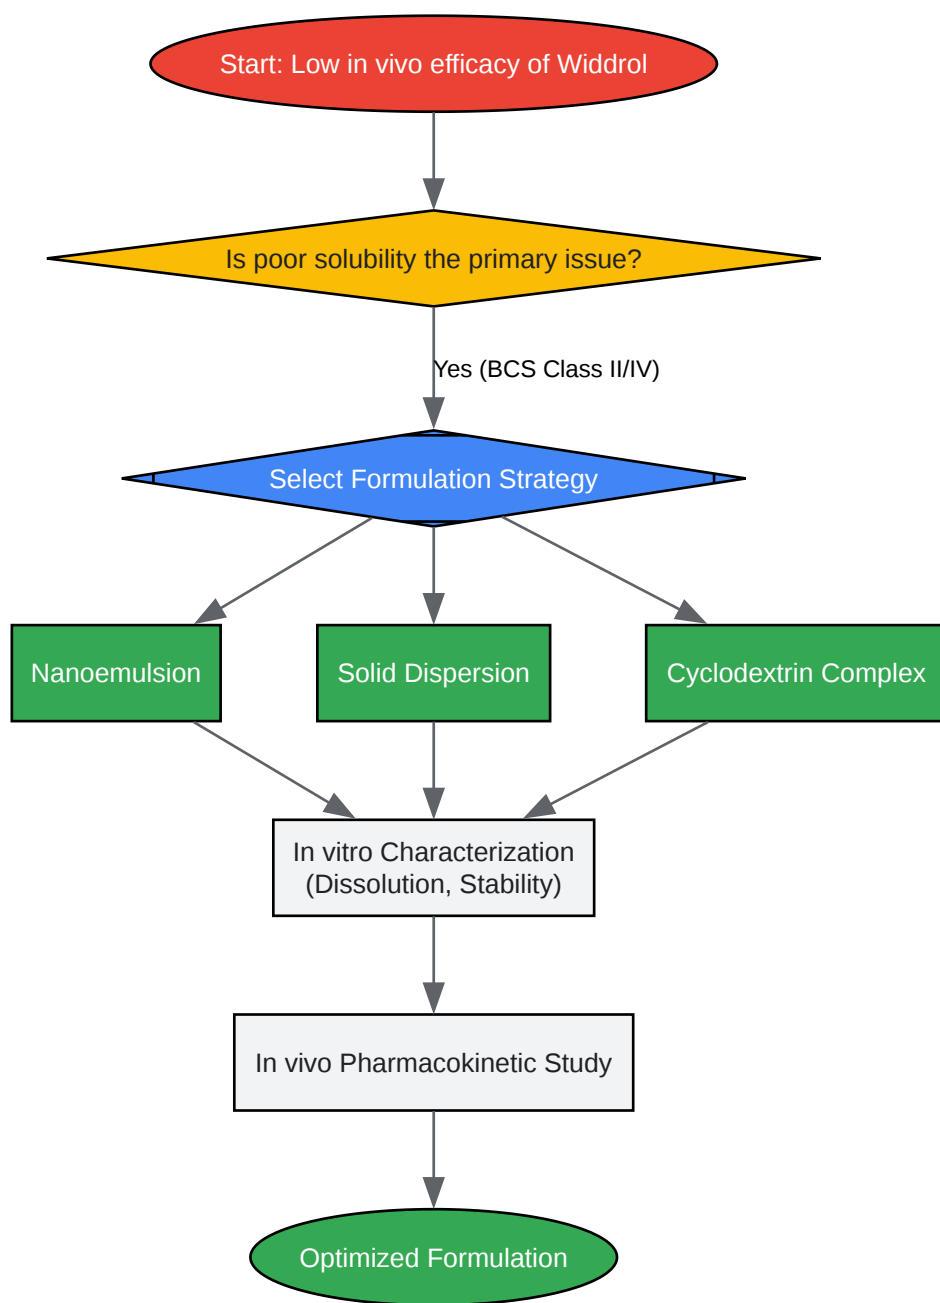 Start: Low in vivo efficacy of Widdrol
Is poor solubility the primary issue?
Yes (BCS Class II/IV)
Select Formulation Strategy
Nanoemulsion
Solid Dispersion
Cyclodextrin Complex
In vitro Characterization
(Dissolution, Stability)
In vivo Pharmacokinetic Study
Optimized Formulation